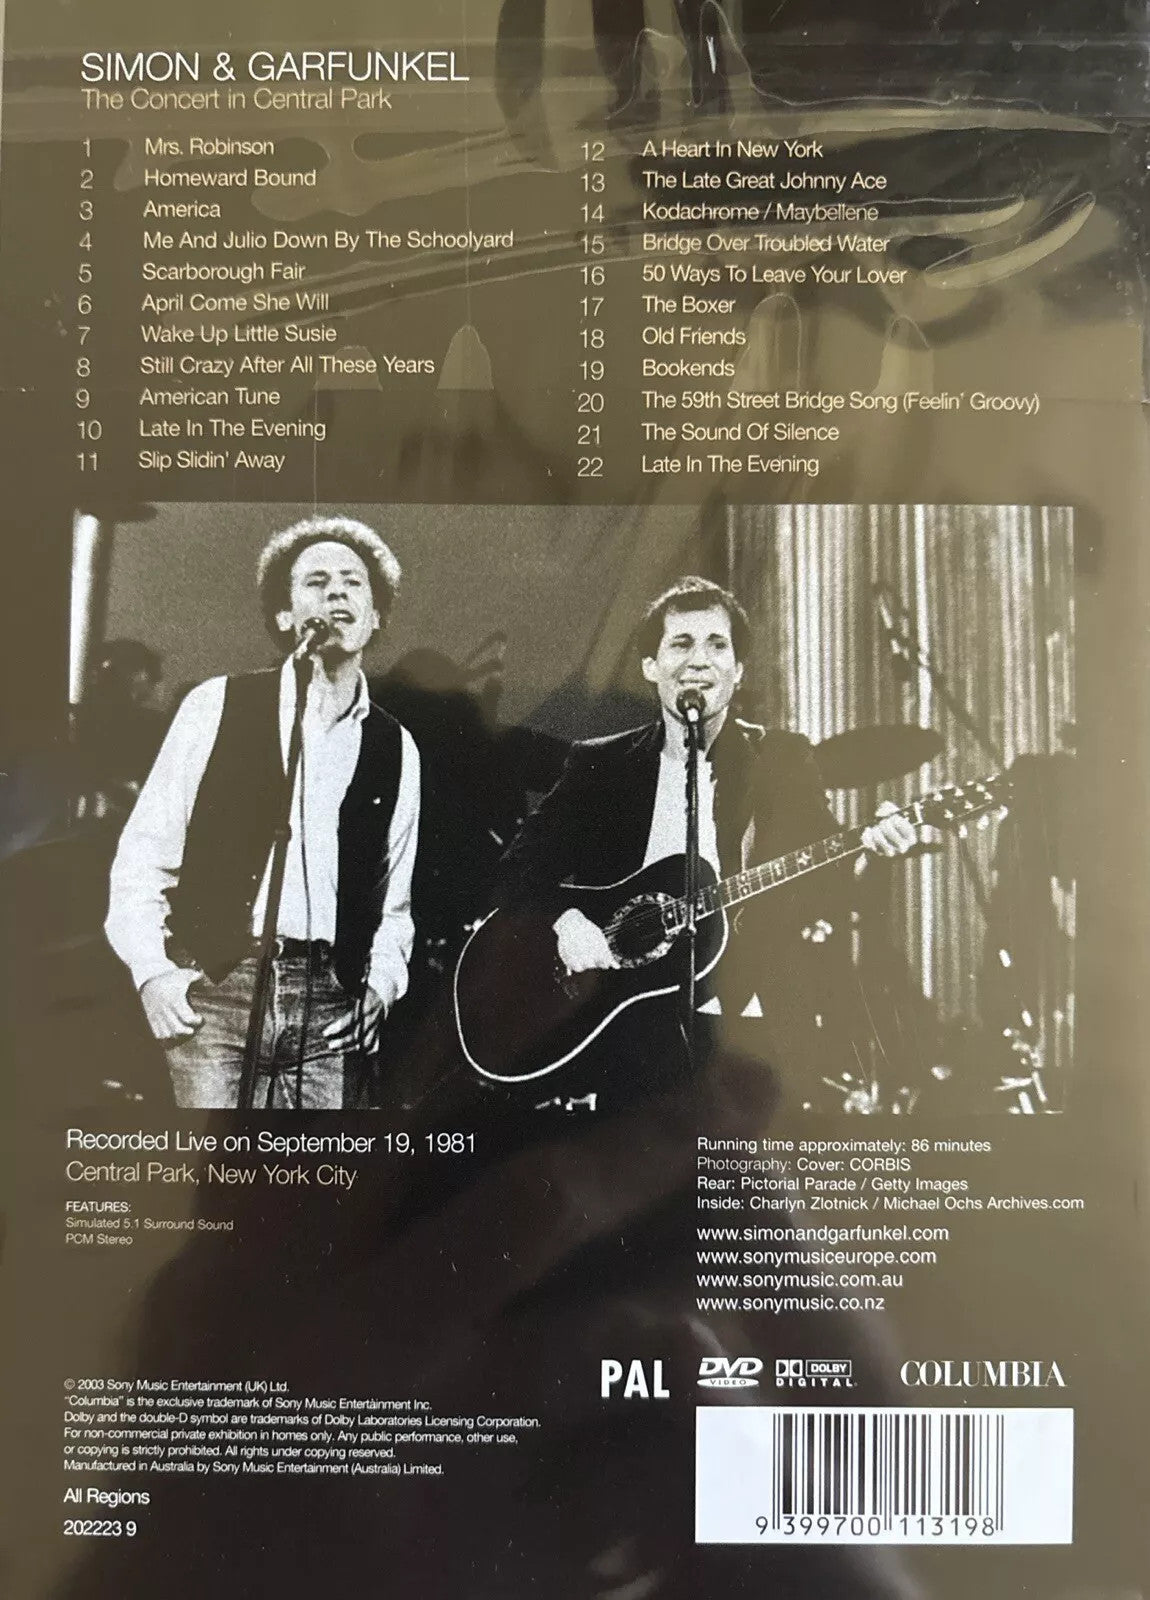 SIMON & GARFUNKEL
The Concert in Central Park
1 Mrs. Robinson
2 Homeward Bound
3 America
4 Me And Julio Down By The Schoolyard
5 Scarborough Fair
6 April Come She Will
7 Wake Up Little Susie
8 Still Crazy After All These Years
9 American Tune
10 Late In The Evening
11 Slip Slidin' Away
12 A Heart In New York
13 The Late Great Johnny Ace
14 Kodachrome / Maybellene
15 Bridge Over Troubled Water
16 50 Ways To Leave Your Lover
17 The Boxer
18 Old Friends
19 Bookends
20 The 59th Street Bridge Song (Feelin' Groovy)
21 The Sound Of Silence
22 Late In The Evening
Recorded Live on September 19, 1981
Central Park, New York City
FEATURES:
Simulated 5.1 Surround Sound
PCM Stereo
Running time approximately: 86 minutes
Photography: Cover: CORBIS
Rear: Pictorial Parade / Getty Images
Inside: Charlyn Zlotnick / Michael Ochs Archives.com
www.simonandgarfunkel.com
www.sonymusiceurope.com
www.sonymusic.com.au
www.sonymusic.co.nz
© 2003 Sony Music Entertainment (UK) Ltd.
"Columbia" is the exclusive trademark of Sony Music Entertainment Inc.
Dolby and the double-D symbol are trademarks of Dolby Laboratories Licensing Corporation.
For non-commercial private exhibition in homes only. Any public performance, other use,
or copying is strictly prohibited. All rights under copying reserved.
Manufactured in Australia by Sony Music Entertainment (Australia) Limited.
All Regions
202223 9
PAL
DVD
VIDEO
DOLBY
DIGITAL
COLUMBIA
9 399700 113198